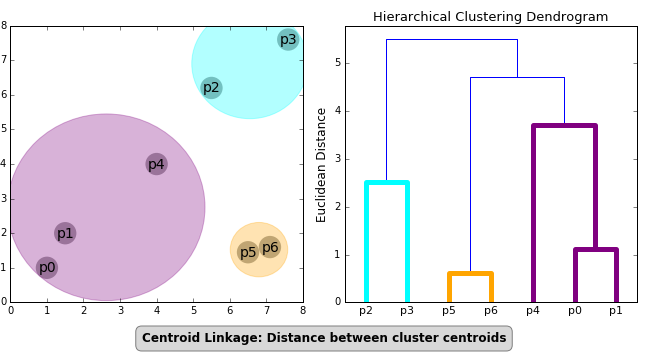 Hierarchical Clustering Dendrogram
8
7
6
5
4
3
2
1
0
p3
p2
p4
p1
p0
p5
p6
0 1 2 3 4 5 6 7 8
Euclidean Distance
5
4
3
2
1
0
p2 p3 p5 p6 p4 p0 p1
Centroid Linkage: Distance between cluster centroids